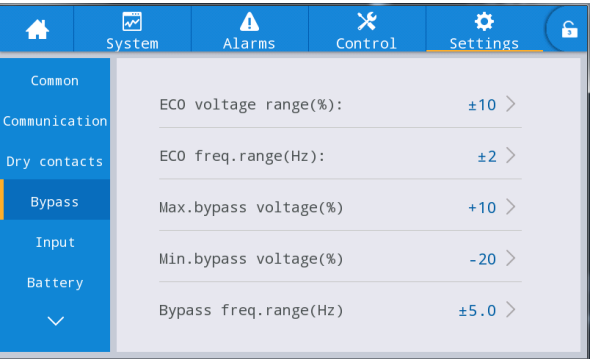 System
Alarms
Control
Settings
3
Common
Communication
Dry contacts
Bypass
Input
Battery
ECO voltage range(%): ±10
ECO freq.range(Hz): ±2
Max.bypass voltage(%) +10
Min.bypass voltage(%) -20
Bypass freq.range(Hz) ±5.0